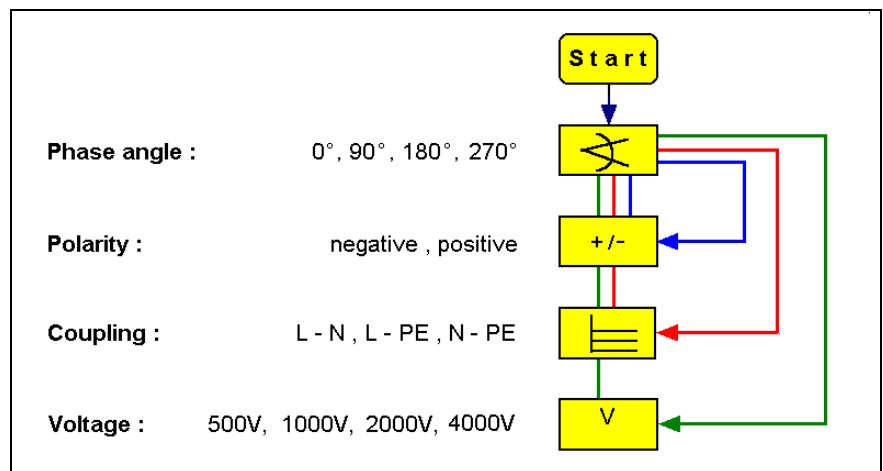 Start
Phase angle : 0°, 90°, 180°, 270°
Polarity : negative , positive +/-
Coupling : L - N , L - PE , N - PE
Voltage : 500V, 1000V, 2000V, 4000V V